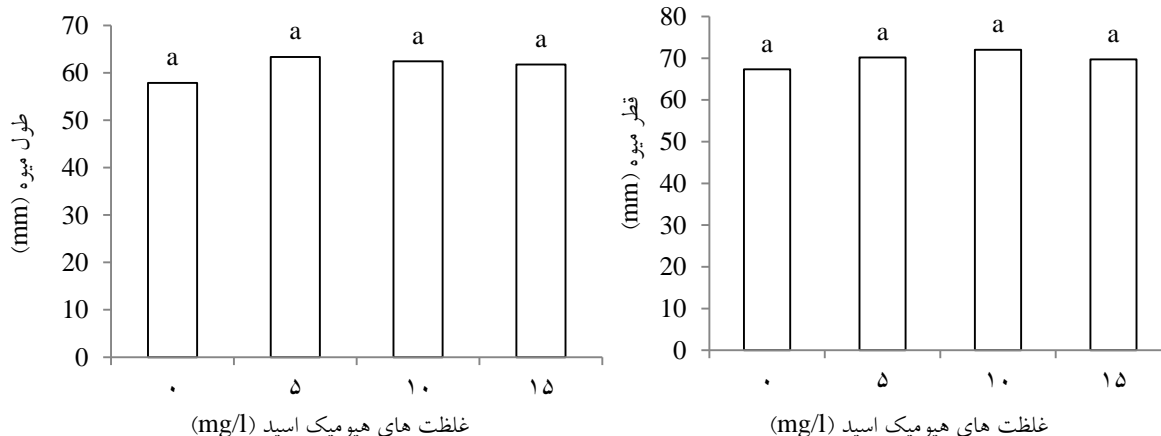 طول میوه (mm)
70
60
50
40
30
20
10
0
a
a
a
a
۰
۵
۱۰
۱۵
غلظت های هیومیک اسید (mg/l)
قطر میوه (mm)
80
70
60
50
40
30
20
10
0
a
a
a
a
۰
۵
۱۰
۱۵
غلظت های هیومیک اسید (mg/l)